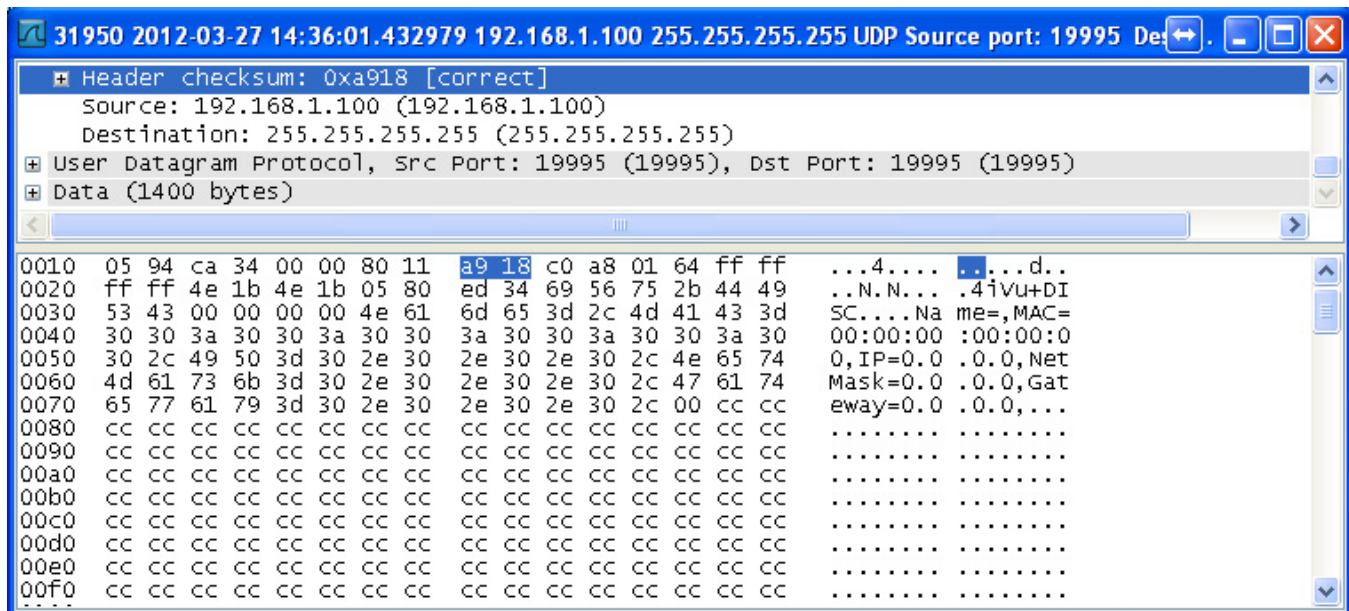 31950 2012-03-27 14:36:01.432979 192.168.1.100 255.255.255.255 UDP Source port: 19995 Des
Header checksum: 0xa918 [correct]
Source: 192.168.1.100 (192.168.1.100)
Destination: 255.255.255.255 (255.255.255.255)
User Datagram Protocol, Src Port: 19995 (19995), Dst Port: 19995 (19995)
Data (1400 bytes)
0010 05 94 ca 34 00 00 80 11 a9 18 c0 a8 01 64 ff ff ...4.... .....d..
0020 ff ff 4e 1b 4e 1b 05 80 ed 34 69 56 75 2b 44 49 ..N.N... .4iVu+DI
0030 53 43 00 00 00 00 4e 61 6d 65 3d 2c 4d 41 43 3d SC....Na me=,MAC=
0040 30 30 3a 30 30 3a 30 30 3a 30 30 3a 30 30 3a 30 00:00:00 :00:00:0
0050 30 2c 49 50 3d 30 2e 30 2e 30 2e 30 2c 4e 65 74 0,IP=0.0 .0.0,Net
0060 4d 61 73 6b 3d 30 2e 30 2e 30 2e 30 2c 47 61 74 Mask=0.0 .0.0,Gat
0070 65 77 61 79 3d 30 2e 30 2e 30 2e 30 2c 00 cc cc eway=0.0 .0.0,...
0080 cc cc cc cc cc cc cc cc cc cc cc cc cc cc cc cc ........ ........
0090 cc cc cc cc cc cc cc cc cc cc cc cc cc cc cc cc ........ ........
00a0 cc cc cc cc cc cc cc cc cc cc cc cc cc cc cc cc ........ ........
00b0 cc cc cc cc cc cc cc cc cc cc cc cc cc cc cc cc ........ ........
00c0 cc cc cc cc cc cc cc cc cc cc cc cc cc cc cc cc ........ ........
00d0 cc cc cc cc cc cc cc cc cc cc cc cc cc cc cc cc ........ ........
00e0 cc cc cc cc cc cc cc cc cc cc cc cc cc cc cc cc ........ ........
00f0 cc cc cc cc cc cc cc cc cc cc cc cc cc cc cc cc ........ ........